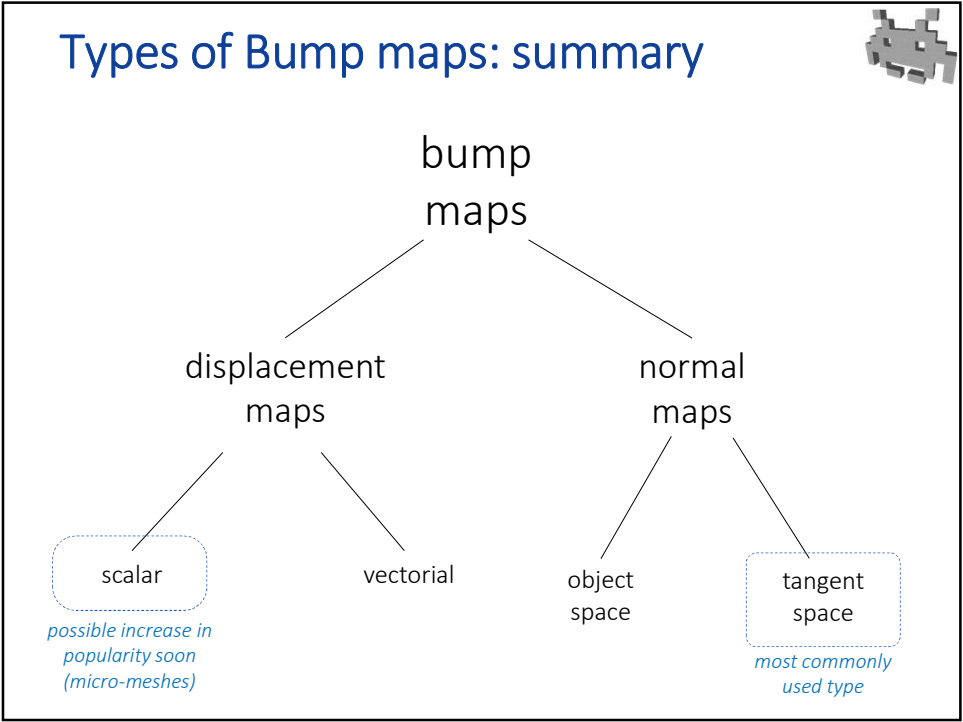 Types of Bump maps: summary
bump
maps
displacement
maps
normal
maps
scalar
vectorial
object
space
tangent
space
possible increase in
popularity soon
(micro-meshes)
most commonly
used type